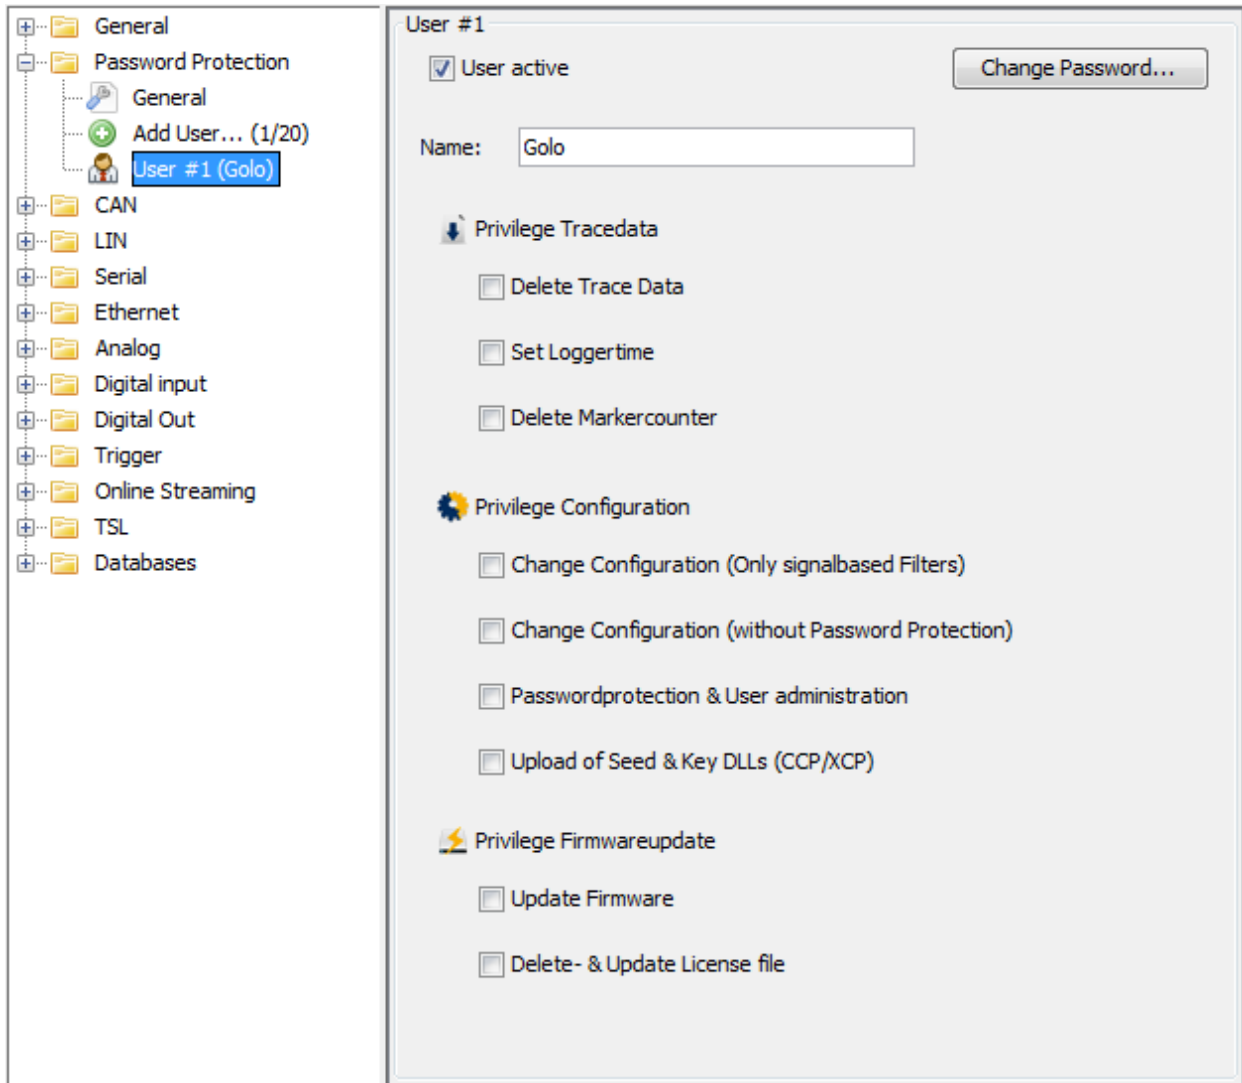 General
Password Protection
General
Add User... (1/20)
User #1 (Golo)
CAN
LIN
Serial
Ethernet
Analog
Digital input
Digital Out
Trigger
Online Streaming
TSL
Databases
User #1
User active
Change Password...
Name: Golo
Privilege Tracedata
Delete Trace Data
Set Loggertime
Delete Markercounter
Privilege Configuration
Change Configuration (Only signalbased Filters)
Change Configuration (without Password Protection)
Passwordprotection & User administration
Upload of Seed & Key DLLs (CCP/XCP)
Privilege Firmwareupdate
Update Firmware
Delete- & Update License file